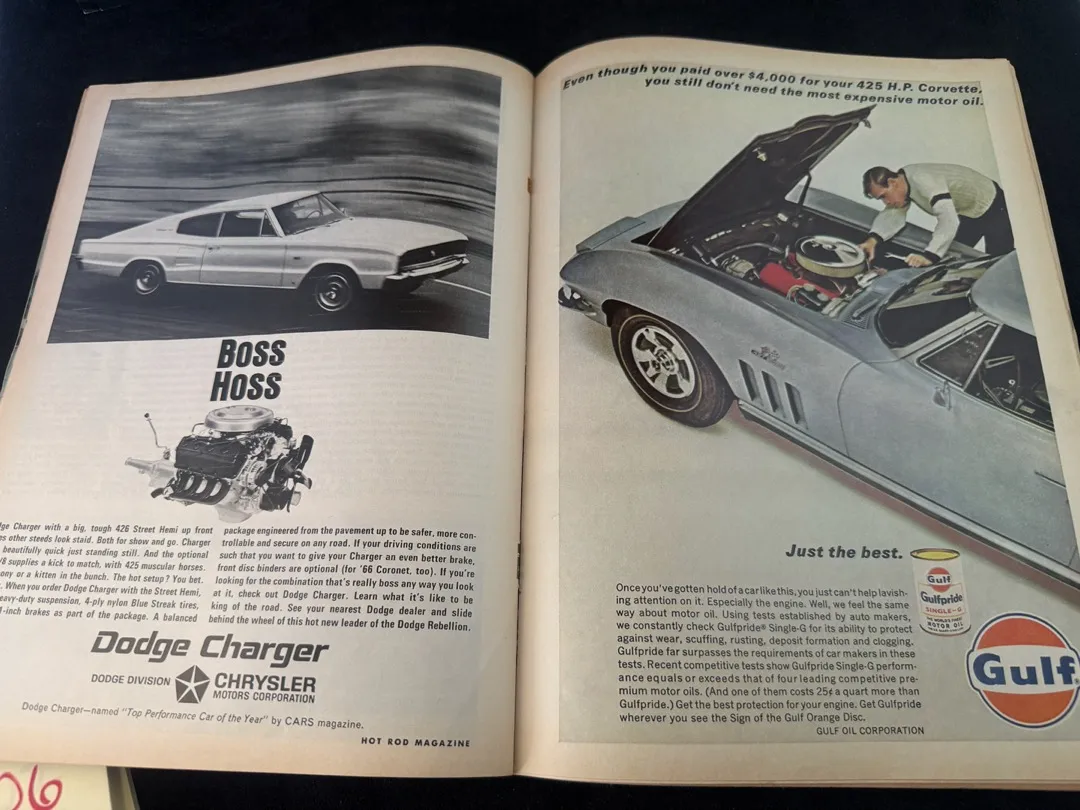 BOSS
HOSS
Charger with a big, tough 426 Street Hemi up front
other steeds look staid. Both for show and go. Charger
beautifully quick just standing still. And the optional
supplies a kick to match, with 425 muscular horses.
or a kitten in the bunch. The hot setup? You bet.
When you order Dodge Charger with the Street Hemi,
heavy-duty suspension, 4-ply nylon Blue Streak tires,
brakes as part of the package. A balanced
package engineered from the pavement up to be safer, more con-
trollable and secure on any road. If your driving conditions are
such that you want to give your Charger an even better brake,
front disc binders are optional (for '66 Coronet, too). If you're
looking for the combination that's really boss any way you look
at it, check out Dodge Charger. Learn what it's like to be
king of the road. See your nearest Dodge dealer and slide
behind the wheel of this hot new leader of the Dodge Rebellion.
Dodge Charger
DODGE DIVISION
CHRYSLER
MOTORS CORPORATION
Dodge Charger—named "Top Performance Car of the Year" by CARS magazine.
HOT ROD MAGAZINE
06
Even though you paid over $4,000 for your 425 H.P. Corvette,
you still don't need the most expensive motor oil.
Just the best.
Gulf
Gulfpride
SINGLE-G
MOTOR OIL
Once you've gotten hold of a car like this, you just can't help lavish-
ing attention on it. Especially the engine. Well, we feel the same
way about motor oil. Using tests established by auto makers,
we constantly check Gulfpride® Single-G for its ability to protect
against wear, scuffing, rusting, deposit formation and clogging.
Gulfpride far surpasses the requirements of car makers in these
tests. Recent competitive tests show Gulfpride Single-G perform-
ance equals or exceeds that of four leading competitive pre-
mium motor oils. (And one of them costs 25¢ a quart more than
Gulfpride.) Get the best protection for your engine. Get Gulfpride
wherever you see the Sign of the Gulf Orange Disc.
GULF OIL CORPORATION
Gulf